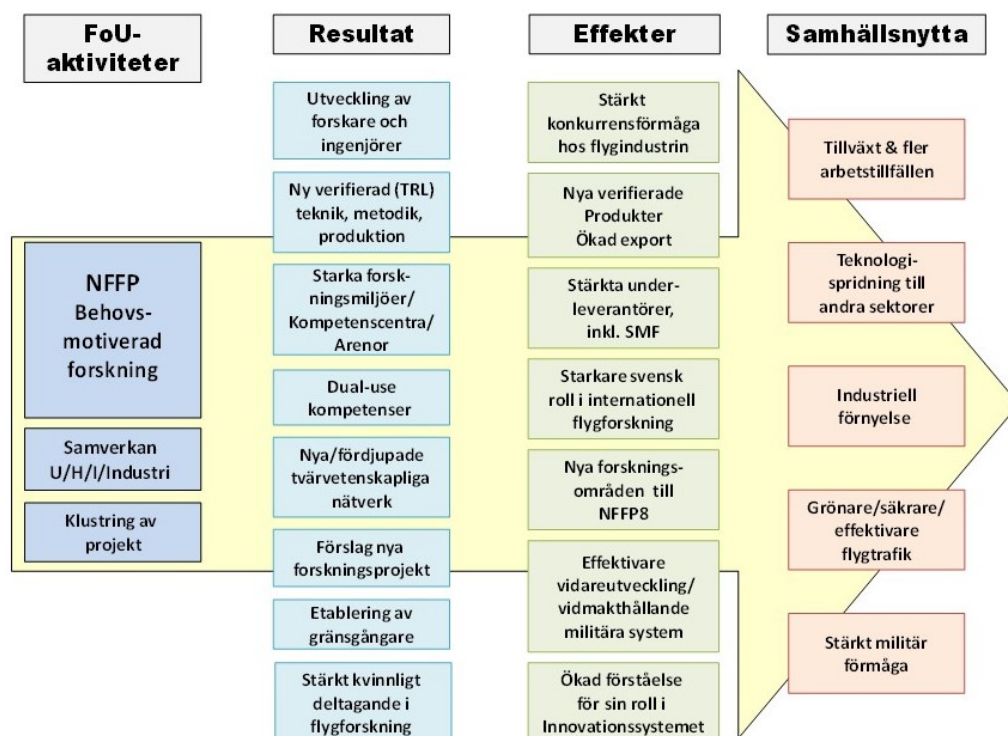 FoU-
aktiviteter
NFFP
Behovs-
motiverad
forskning
Samverkan
U/H/I/Industri
Klustring av
projekt
Resultat
Utveckling av
forskare och
ingenjörer
Ny verifierad (TRL)
teknik, metodik,
produktion
Starka forsk-
ningsmiljöer/
Kompetenscentra/
Arenor
Dual-use
kompetenser
Nya/fördjupade
tvärvetenskapliga
nätverk
Förslag nya
forskningsprojekt
Etablering av
gränsgångare
Stärkt kvinnligt
deltagande i
flygforskning
Effekter
Stärkt
konkurrensförmåga
hos flygindustrin
Nya verifierade
Produkter
Ökad export
Stärkta under-
leverantörer,
inkl. SMF
Starkare svensk
roll i internationell
flygforskning
Nya forsknings-
områden till
NFFP8
Effektivare
vidareutveckling/
vidmakthållande
militära system
Ökad förståelse
för sin roll i
Innovationssystemet
Samhällsnytta
Tillväxt & fler
arbetstillfällen
Teknologi-
spridning till
andra sektorer
Industriell
förnyelse
Grönare/säkrare/
effektivare
flygtrafik
Stärkt militär
förmåga